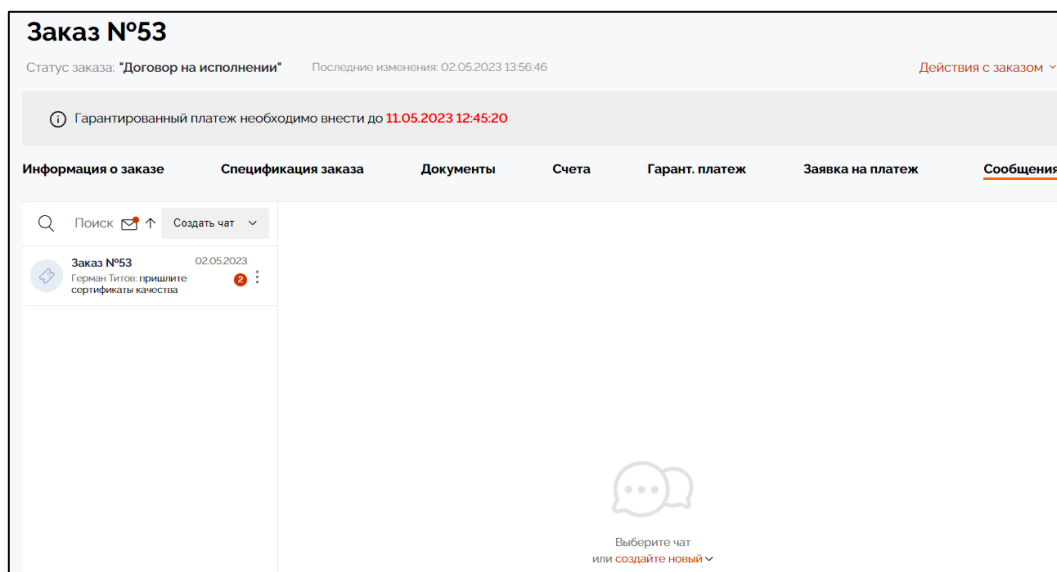 Заказ №53
Статус заказа: "Договор на исполнении" Последние изменения: 02.05.2023 13:56:46 Действия с заказом
Гарантированный платеж необходимо внести до 11.05.2023 12:45:20
Информация о заказе Спецификация заказа Документы Счета Гарант. платеж Заявка на платеж Сообщения
Поиск Создать чат
Заказ №53 02.05.2023
Герман Титов: пришлите 2
сертификаты качества
Выберите чат
или создайте новый